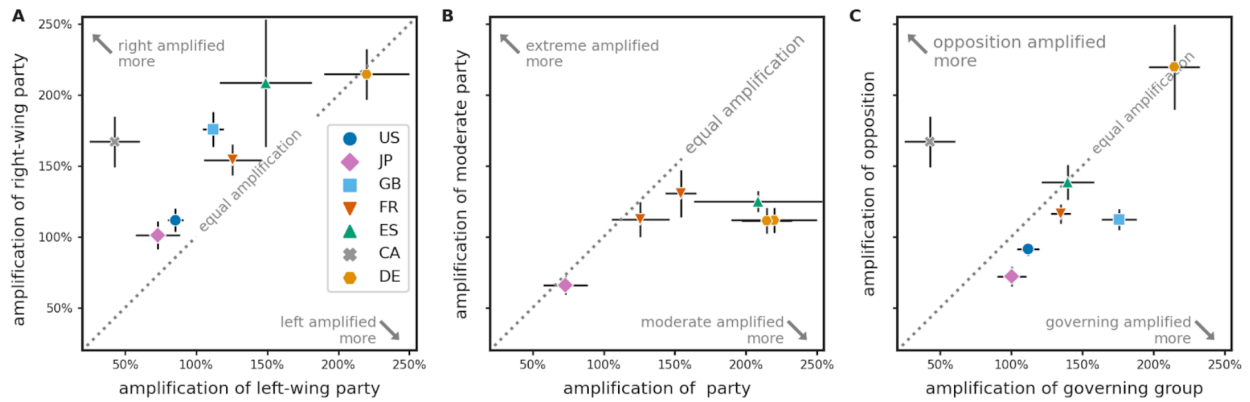 A
amplification of right-wing party
250%
200%
150%
100%
50%
right amplified
more
equal amplification
US
JP
GB
FR
ES
CA
DE
left amplified
more
50%
100%
150%
200%
250%
amplification of left-wing party
B
amplification of moderate party
extreme amplified
more
equal amplification
moderate amplified
more
50%
100%
150%
200%
250%
amplification of party
C
amplification of opposition
opposition amplified
more
equal amplification
governing amplified
more
50%
100%
150%
200%
250%
amplification of governing group